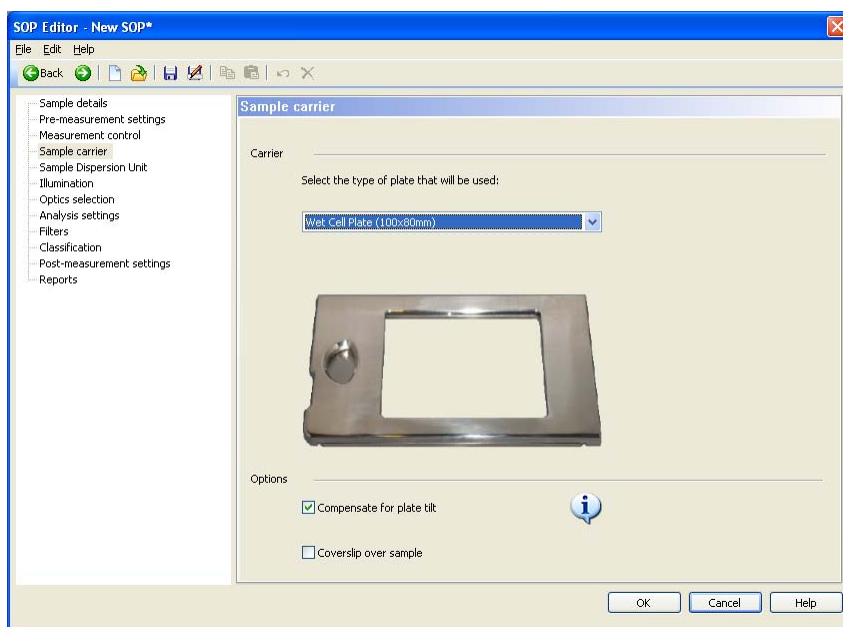 SOP Editor - New SOP*
File Edit Help
Back
Sample details
Pre-measurement settings
Measurement control
Sample carrier
Sample Dispersion Unit
Illumination
Optics selection
Analysis settings
Filters
Classification
Post-measurement settings
Reports
Sample carrier
Carrier
Select the type of plate that will be used:
Wet Cell Plate (100x80mm)
Options
Compensate for plate tilt
Coverslip over sample
OK Cancel Help